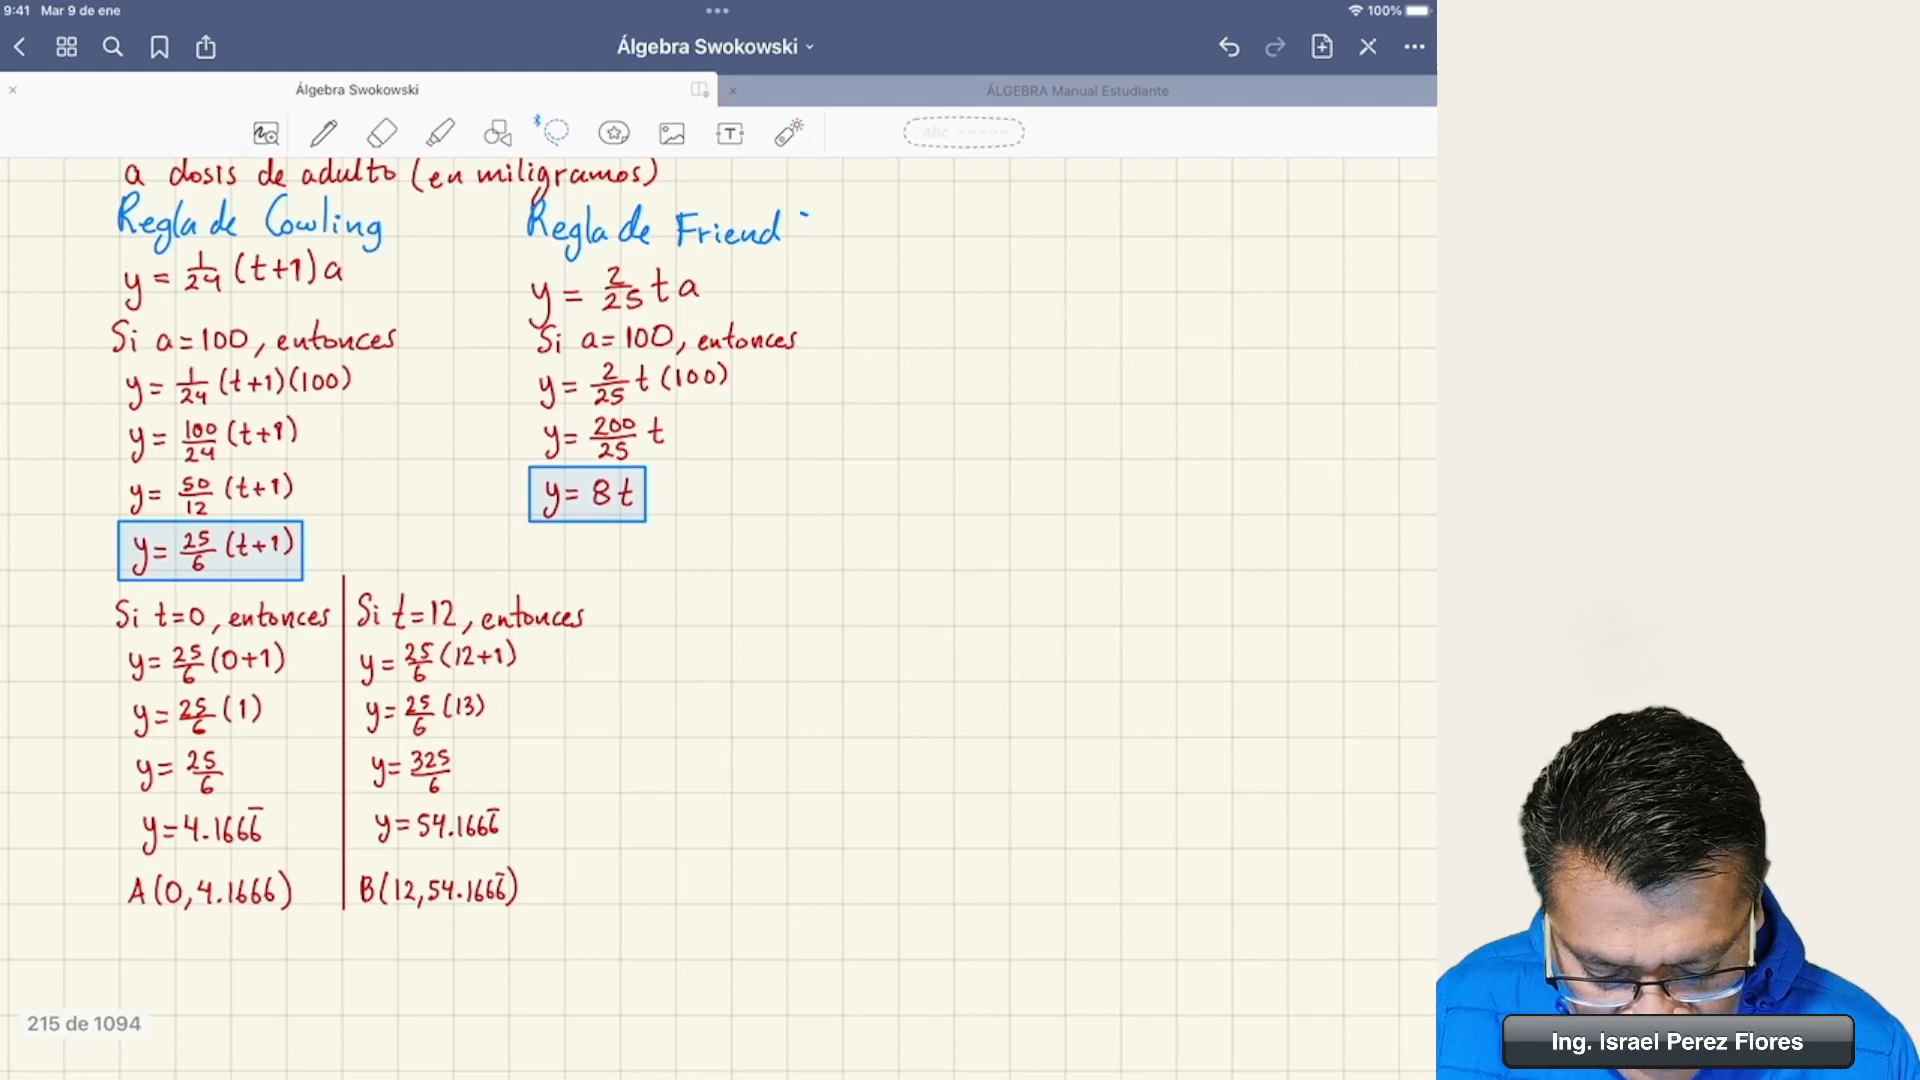 9:41 Mar 9 de ene
100%
Álgebra Swokowski
Álgebra Swokowski
ÁLGEBRA Manual Estudiante
T
abc
a dosis de adulto (en miligramos)
Regla de Cowling
y = 1/24 (t+1) a
Si a=100, entonces
y = 1/24 (t+1)(100)
y = 100/24 (t+1)
y = 50/12 (t+1)
y = 25/6 (t+1)
Regla de Friend
y = 2/25 t a
Si a=100, entonces
y = 2/25 t (100)
y = 200/25 t
y = 8t
Si t=0, entonces
y = 25/6 (0+1)
y = 25/6 (1)
y = 25/6
y=4.1666̅
A(0,4.1666)
Si t=12, entonces
y = 25/6 (12+1)
y = 25/6 (13)
y = 325/6
y=54.1666̅
B(12,54.1666̅)
215 de 1094
Ing. Israel Perez Flores